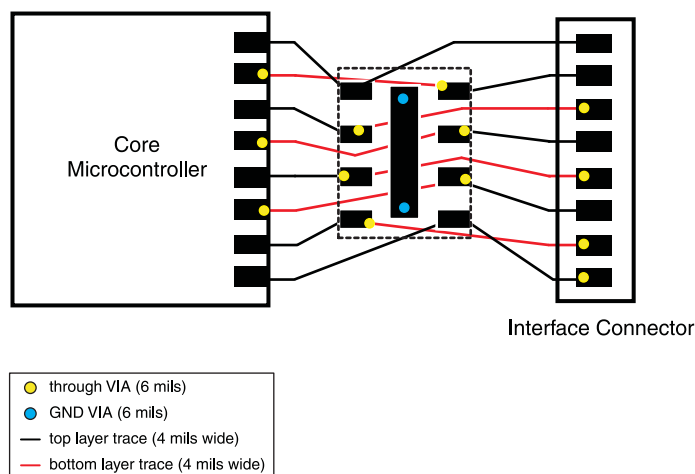 Core
Microcontroller
Interface Connector
through VIA (6 mils)
GND VIA (6 mils)
top layer trace (4 mils wide)
bottom layer trace (4 mils wide)